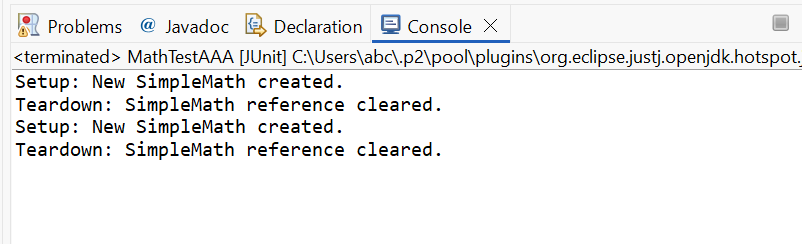 Problems @ Javadoc Declaration Console
<terminated> MathTestAAA [JUnit] C:\Users\abc\.p2\pool\plugins\org.eclipse.justj.openjdk.hotspot.
Setup: New SimpleMath created.
Teardown: SimpleMath reference cleared.
Setup: New SimpleMath created.
Teardown: SimpleMath reference cleared.